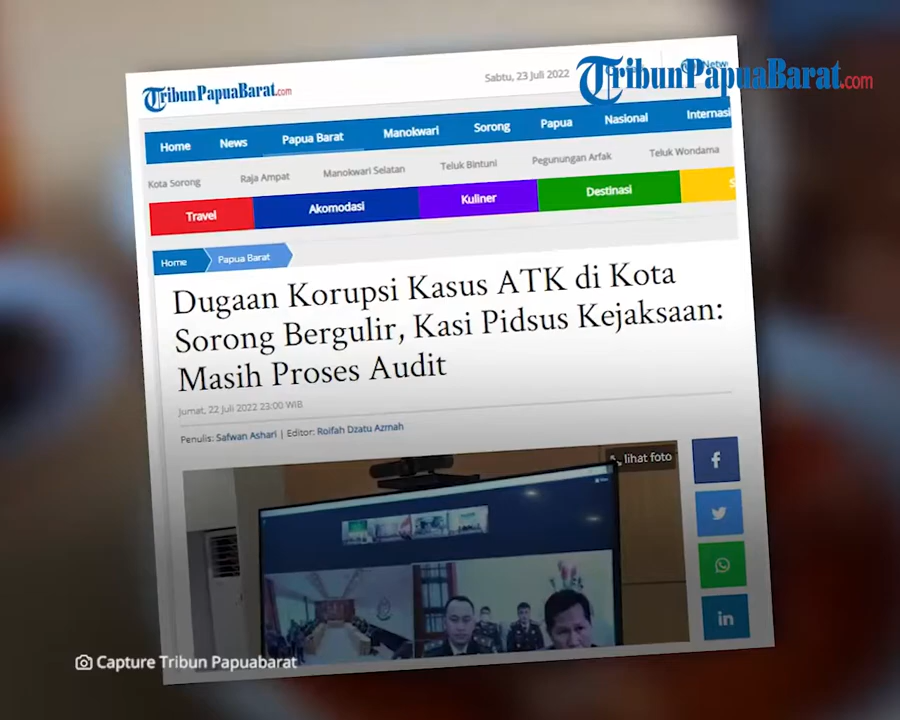 TribunPapuaBarat.com
Sabtu, 23 Juli 2022
TribunPapuaBarat.com
Home News Papua Barat Manokwari Sorong Papua Nasional Internasi
Kota Sorong Raja Ampat Manokwari Selatan Teluk Bintuni Pegunungan Arfak Teluk Wondama
Travel Akomodasi Kuliner Destinasi S
Home Papua Barat
Dugaan Korupsi Kasus ATK di Kota
Sorong Bergulir, Kasi Pidsus Kejaksaan:
Masih Proses Audit
Jumat, 22 Juli 2022 23:00 WIB
Penulis: Safwan Ashari | Editor: Roifah Dzatu Azmah
lihat foto
Capture Tribun Papuabarat